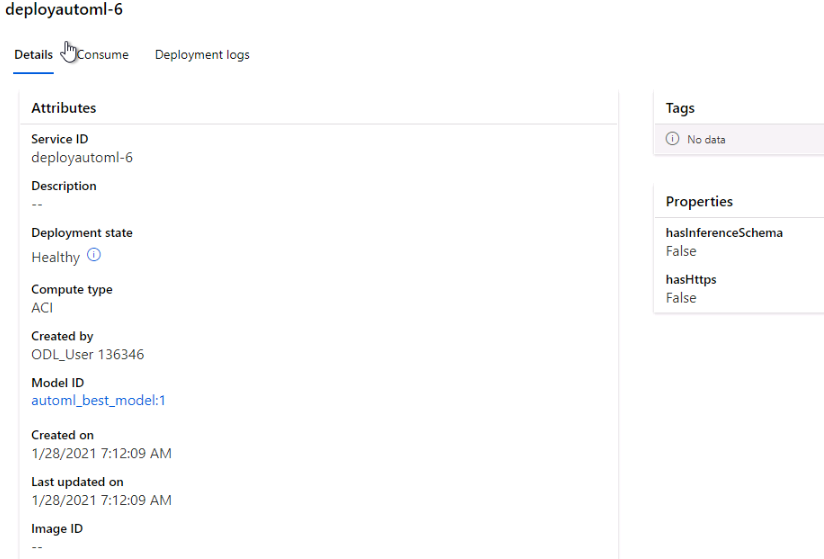 deployautoml-6
Details Consume Deployment logs
Attributes
Service ID
deployautoml-6
Description
--
Deployment state
Healthy
Compute type
ACI
Created by
ODL_User 136346
Model ID
automl_best_model:1
Created on
1/28/2021 7:12:09 AM
Last updated on
1/28/2021 7:12:09 AM
Image ID
--
Tags
No data
Properties
hasInferenceSchema
False
hasHttps
False